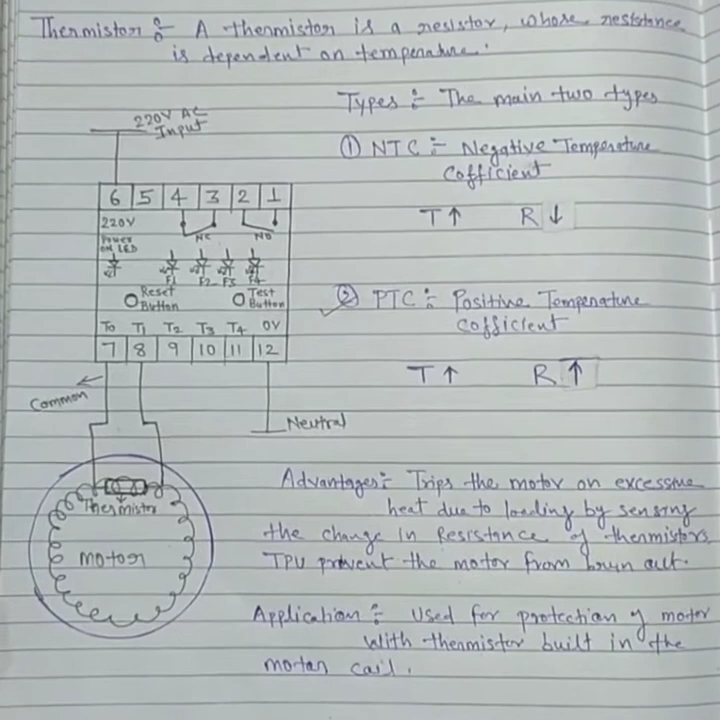 Thermistor :- A thermistor is a resistor, whose resistance
is dependent on temperature.
Types :- The main two types
① NTC :- Negative Temperature
Cofficient
T↑ R↓
② PTC :- Positive Temperature
cofficient
T↑ R↑
220V AC
Input
6 5 4 3 2 1
220V
NC NO
Power
ON LED
F1 F2 F3 F4
Reset
Button
Test
Button
To T1 T2 T3 T4 0V
7 8 9 10 11 12
Common
Neutral
Thermistor
motor
Advantages :- Trips the motor on excessive
heat due to loading by sensing
the change in Resistance of thermistors.
TPU prevent the motor from burn out.
Application :- Used for protection of motor
with thermistor built in the
motor coil.